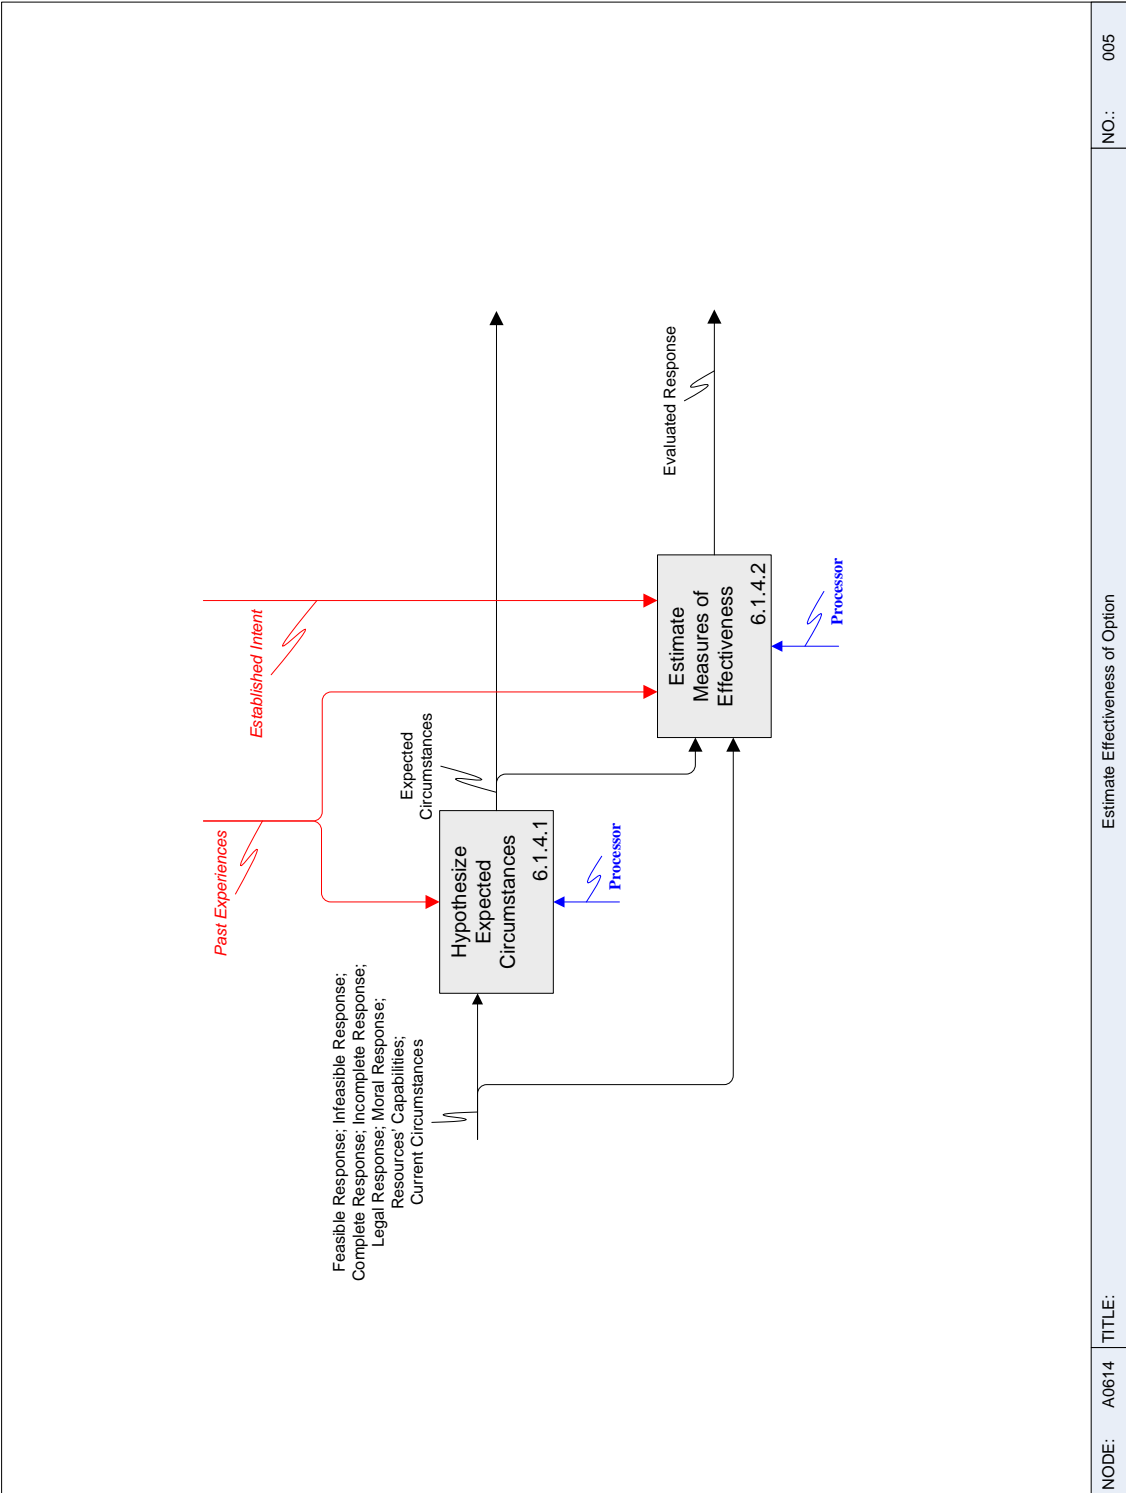 Past Experiences
Established Intent
Feasible Response; Infeasible Response;
Complete Response; Incomplete Response;
Legal Response; Moral Response;
Resources' Capabilities;
Current Circumstances
Hypothesize
Expected
Circumstances
6.1.4.1
Processor
Expected
Circumstances
Estimate
Measures of
Effectiveness
6.1.4.2
Processor
Evaluated Response
NODE: A0614 TITLE: Estimate Effectiveness of Option NO.: 005